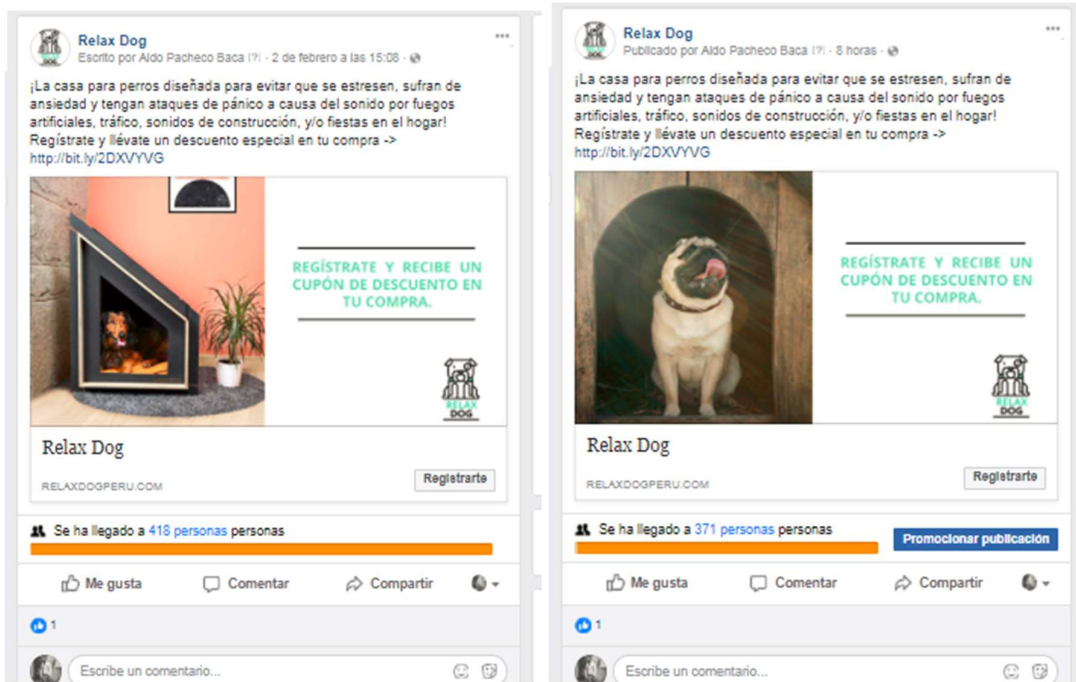 Relax Dog
Escrito por Aldo Pacheco Baca [?] · 2 de febrero a las 15:08 ·
¡La casa para perros diseñada para evitar que se estresen, sufran de
ansiedad y tengan ataques de pánico a causa del sonido por fuegos
artificiales, tráfico, sonidos de construcción, y/o fiestas en el hogar!
Regístrate y llévate un descuento especial en tu compra ->
http://bit.ly/2DXVYVG
REGÍSTRATE Y RECIBE UN
CUPÓN DE DESCUENTO EN
TU COMPRA.
RELAX
DOG
Relax Dog
RELAXDOGPERU.COM
Registrarte
Se ha llegado a 418 personas personas
Me gusta
Comentar
Compartir
1
Escribe un comentario...
Relax Dog
Publicado por Aldo Pacheco Baca [?] · 8 horas ·
¡La casa para perros diseñada para evitar que se estresen, sufran de
ansiedad y tengan ataques de pánico a causa del sonido por fuegos
artificiales, tráfico, sonidos de construcción, y/o fiestas en el hogar!
Regístrate y llévate un descuento especial en tu compra ->
http://bit.ly/2DXVYVG
REGÍSTRATE Y RECIBE UN
CUPÓN DE DESCUENTO EN
TU COMPRA.
RELAX
DOG
Relax Dog
RELAXDOGPERU.COM
Registrarte
Se ha llegado a 371 personas personas
Promocionar publicación
Me gusta
Comentar
Compartir
1
Escribe un comentario...